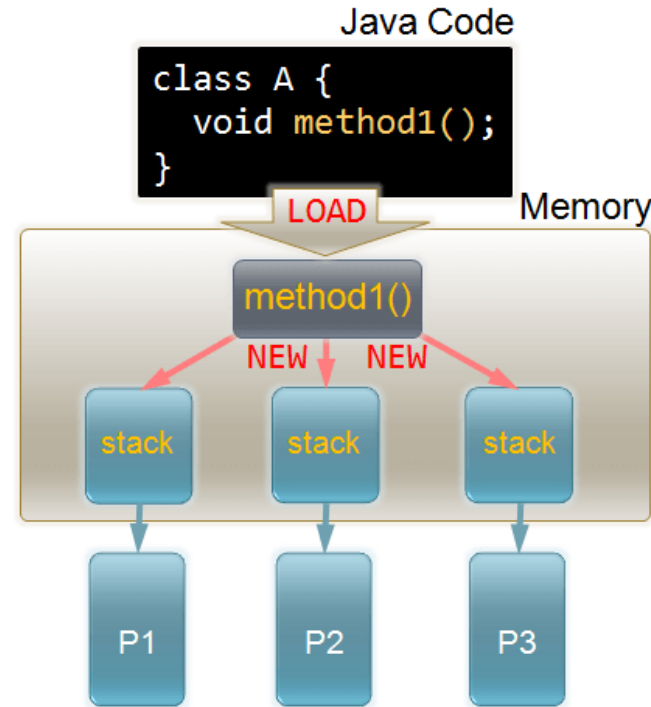 Java Code
class A {
  void method1();
}
LOAD
Memory
method1()
NEW NEW
stack stack stack
P1 P2 P3